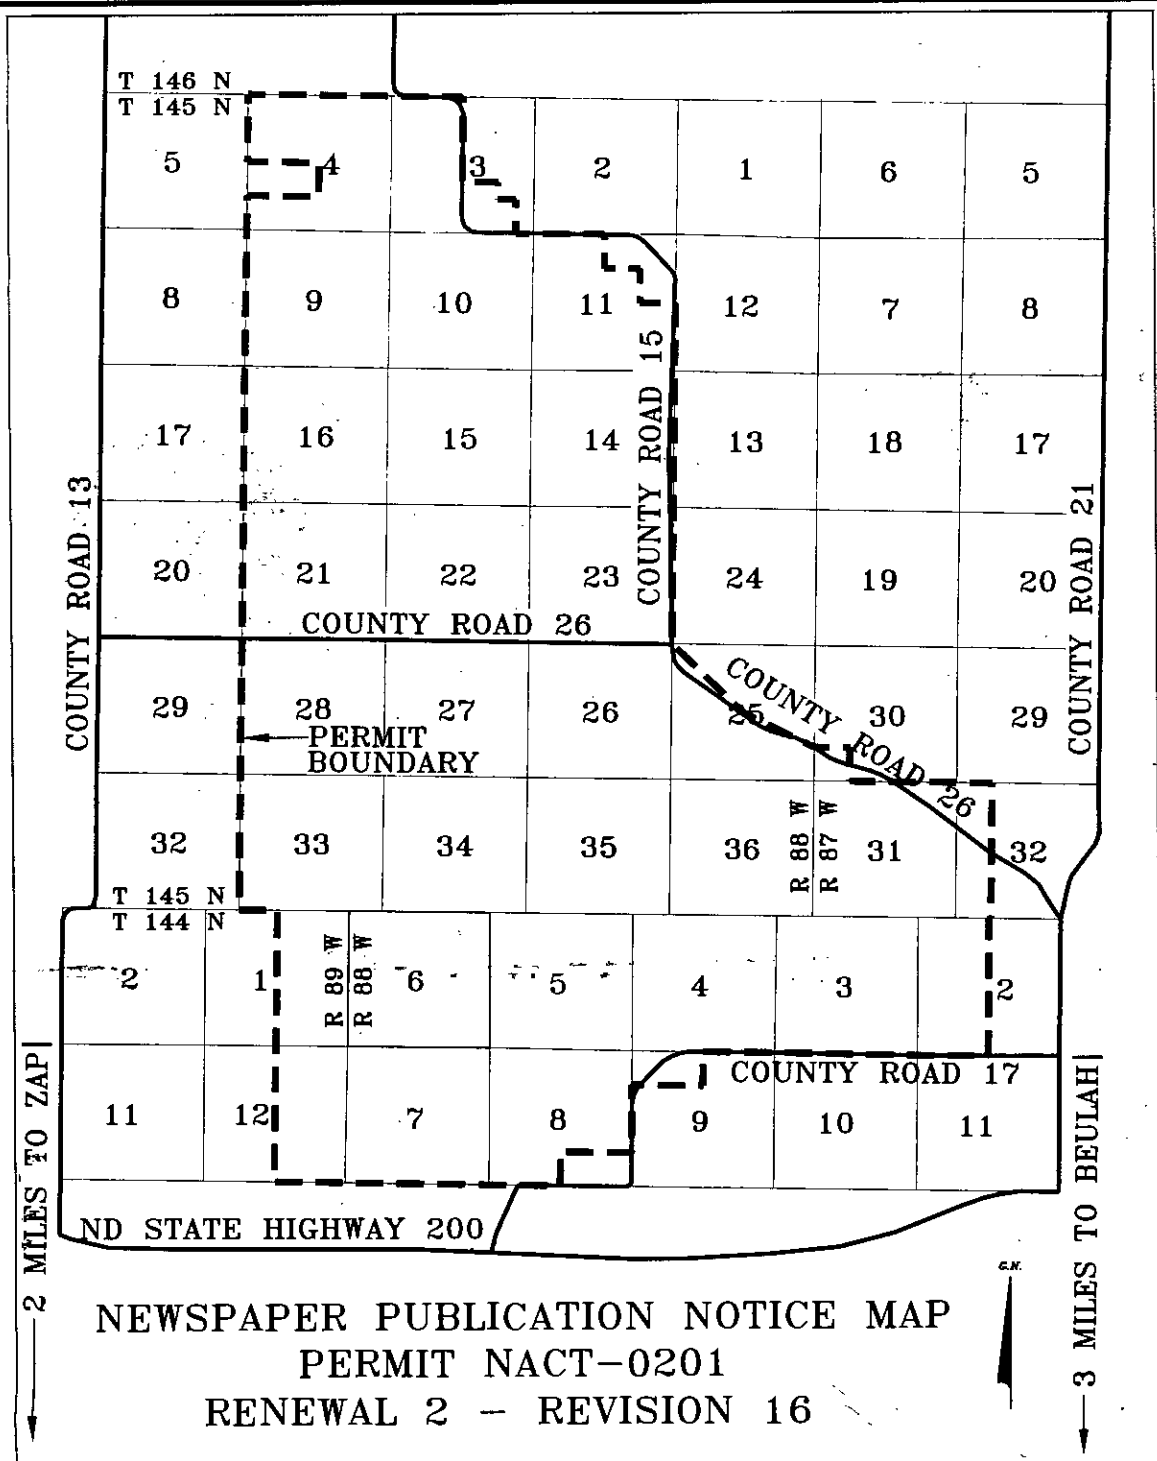 T 146 N
T 145 N
5 4 3 2 1 6 5
8 9 10 11 12 7 8
COUNTY ROAD 15
17 16 15 14 13 18 17
COUNTY ROAD 13
COUNTY ROAD 21
20 21 22 23 24 19 20
COUNTY ROAD 26
29 28 27 26 25 30 29
COUNTY ROAD 26
PERMIT
BOUNDARY
32 33 34 35 36 31 32
R 88 W
R 87 W
T 145 N
T 144 N
2 1 6 5 4 3 2
R 89 W
R 88 W
COUNTY ROAD 17
11 12 7 8 9 10 11
2 MILES TO ZAP
3 MILES TO BEULAH
ND STATE HIGHWAY 200
G.N.
NEWSPAPER PUBLICATION NOTICE MAP
PERMIT NACT-0201
RENEWAL 2 - REVISION 16